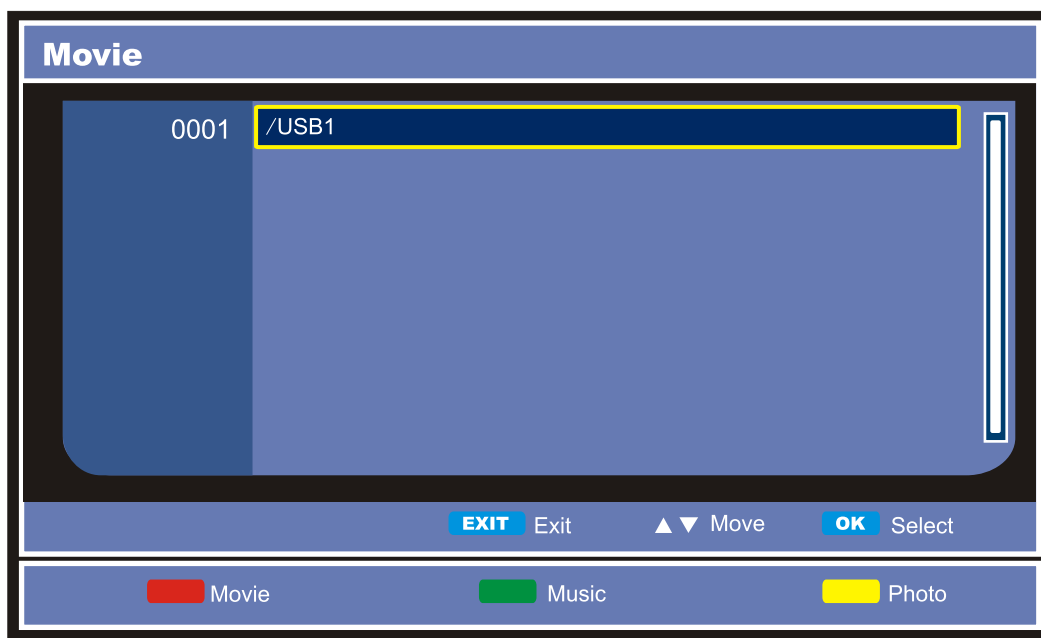 Movie
0001 /USB1
EXIT Exit ▲▼ Move OK Select
Movie Music Photo